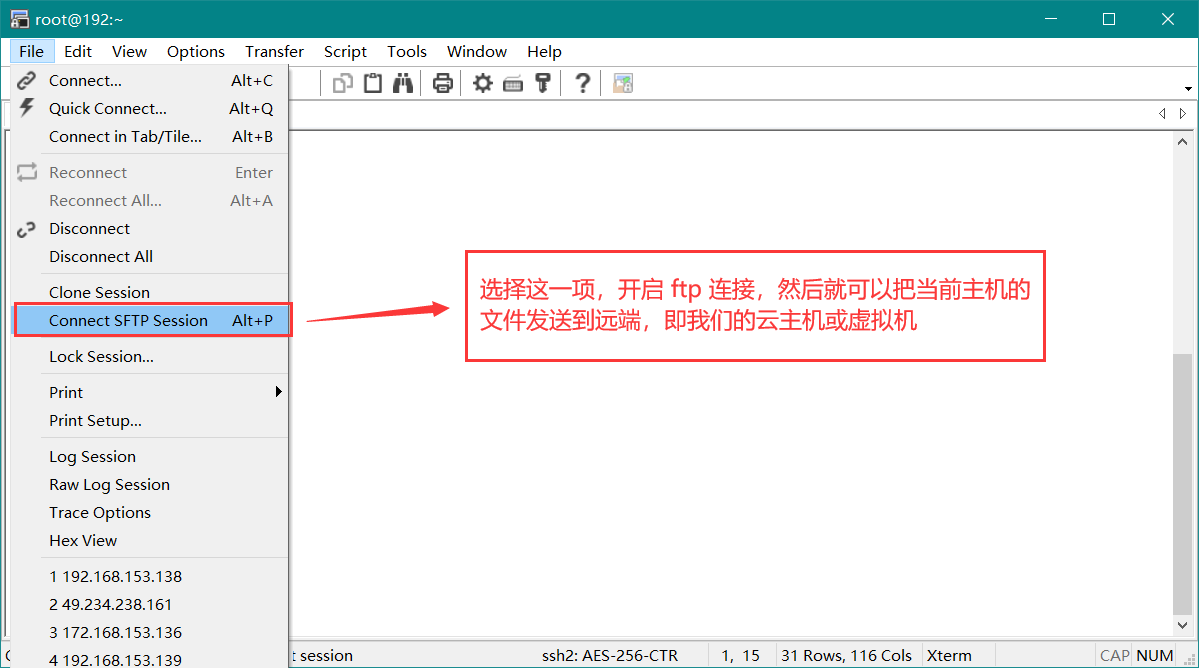 root@192:~
File Edit View Options Transfer Script Tools Window Help
Connect... Alt+C
Quick Connect... Alt+Q
Connect in Tab/Tile... Alt+B
Reconnect Enter
Reconnect All... Alt+A
Disconnect
Disconnect All
Clone Session
Connect SFTP Session Alt+P
Lock Session...
Print
Print Setup...
Log Session
Raw Log Session
Trace Options
Hex View
1 192.168.153.138
2 49.234.238.161
3 172.168.153.136
4 192.168.153.139
选择这一项，开启 ftp 连接，然后就可以把当前主机的
文件发送到远端，即我们的云主机或虚拟机
session ssh2: AES-256-CTR 1, 15 31 Rows, 116 Cols Xterm CAP NUM